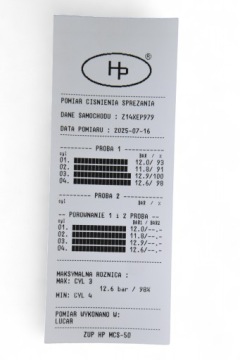 HP ®
POMIAR CISNIENIA SPREZANIA
DANE SAMOCHODU : Z14KEP979
DATA POMIARU : 2025-07-16
PROBA 1
cyl BAR / %
01. 12.0/ 93
02. 11.8/ 91
03. 12.9/100
04. 12.6/ 98
PROBA 2
POROWNANIE 1 i 2 PROBA
cyl BAR1 / BAR2
01. 12.0/--.-
02. 11.8/--.-
03. 12.9/--.-
04. 12.6/--.-
MAKSYMALNA ROZNICA :
MAX: CYL 3
12.6 bar / 98%
MIN: CYL 4
POMIAR WYKONANO W:
LUCAR
ZUP HP MCS-50